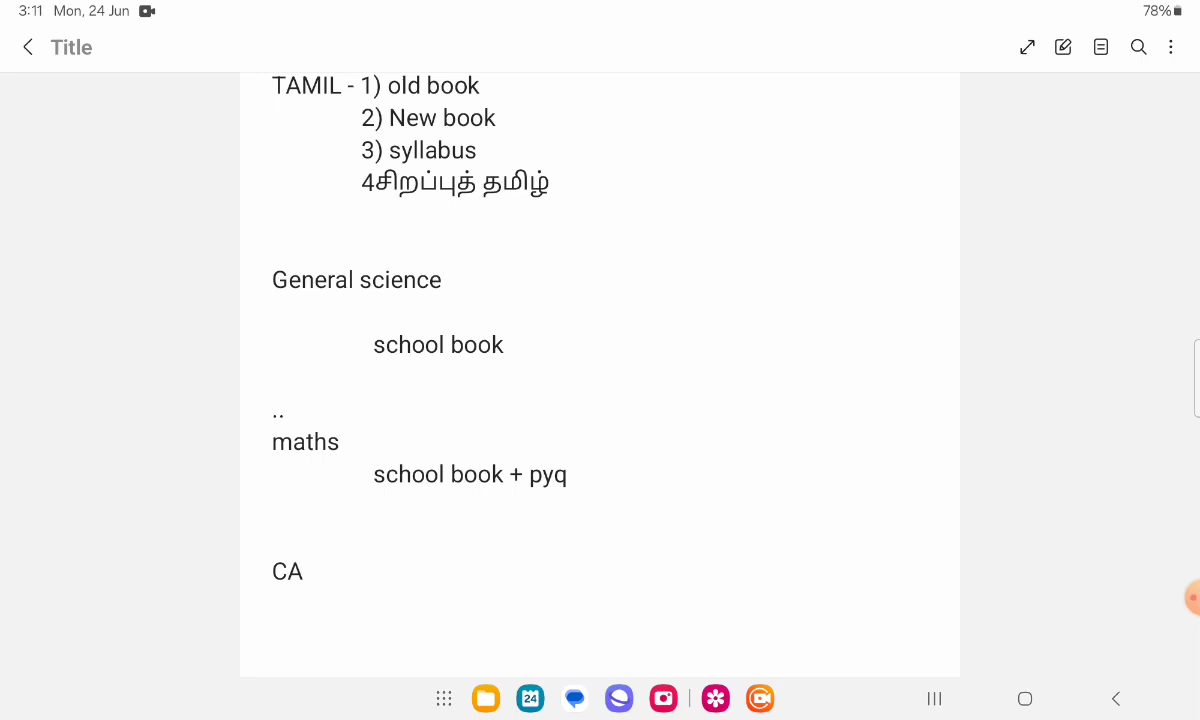 3:11 Mon, 24 Jun
78%
Title
TAMIL - 1) old book
2) New book
3) syllabus
4சிறப்புத் தமிழ்
General science
school book
..
maths
school book + pyq
CA
24